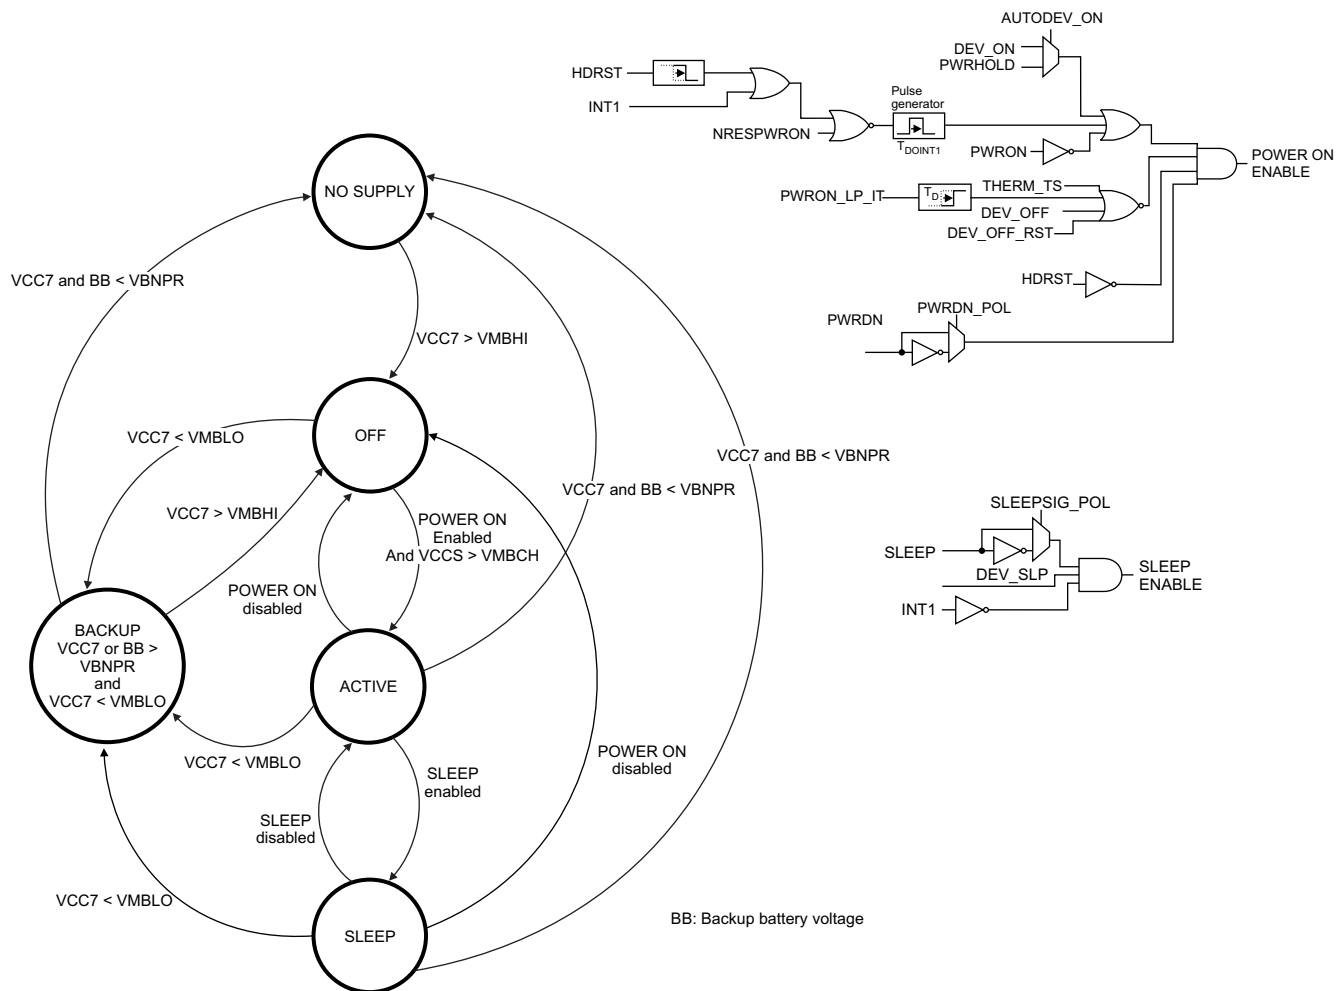 AUTODEV_ON
DEV_ON
PWRHOLD
HDRST
INT1
NRESPWRON
Pulse
generator
TDOINT1
PWRON
POWER ON
ENABLE
PWRON_LP_IT
TD
THERM_TS
DEV_OFF
DEV_OFF_RST
HDRST
PWRDN
PWRDN_POL
NO SUPPLY
VCC7 and BB < VBNPR
VCC7 > VMBHI
OFF
VCC7 < VMBLO
VCC7 > VMBHI
POWER ON
Enabled
And VCCS > VMBCH
VCC7 and BB < VBNPR
VCC7 and BB < VBNPR
POWER ON
disabled
BACKUP
VCC7 or BB >
VBNPR
and
VCC7 < VMBLO
ACTIVE
VCC7 < VMBLO
SLEEP
enabled
SLEEP
disabled
POWER ON
disabled
VCC7 < VMBLO
SLEEP
BB: Backup battery voltage
SLEEPSIG_POL
SLEEP
DEV_SLP
INT1
SLEEP
ENABLE